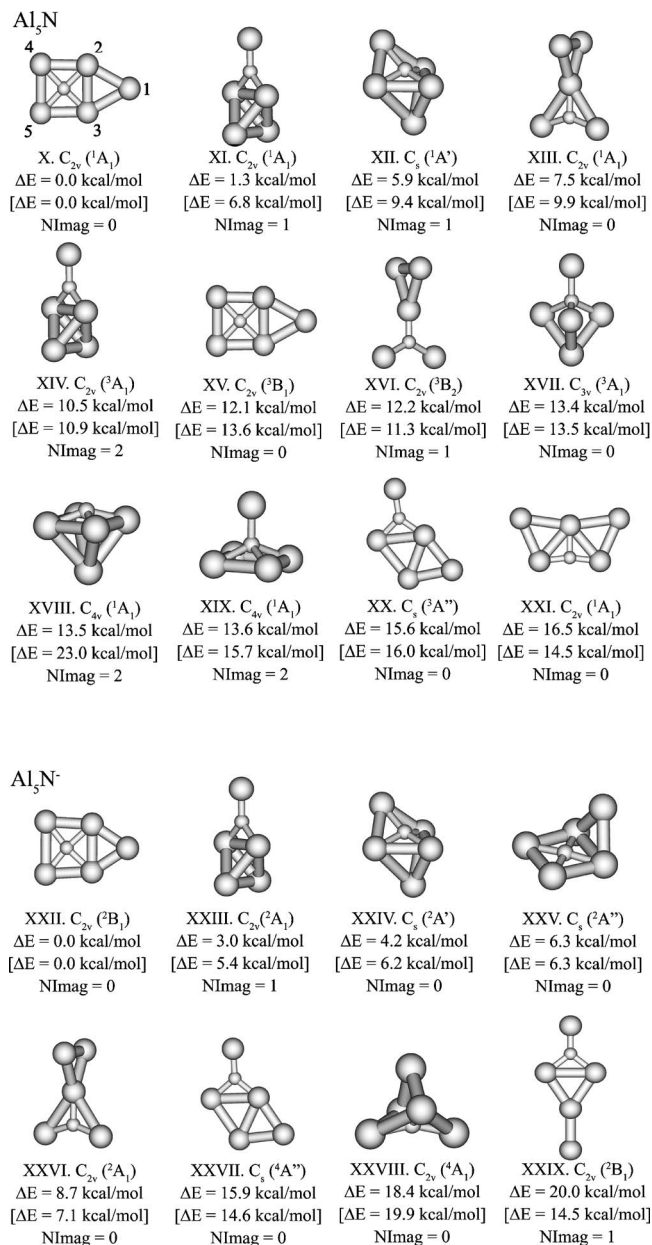 Al₅N
4 2
1
5 3
X. C₂ᵥ (¹A₁) XI. C₂ᵥ (¹A₁) XII. Cₛ (¹A') XIII. C₂ᵥ (¹A₁)
ΔE = 0.0 kcal/mol ΔE = 1.3 kcal/mol ΔE = 5.9 kcal/mol ΔE = 7.5 kcal/mol
[ΔE = 0.0 kcal/mol] [ΔE = 6.8 kcal/mol] [ΔE = 9.4 kcal/mol] [ΔE = 9.9 kcal/mol]
NImag = 0 NImag = 1 NImag = 1 NImag = 0
XIV. C₂ᵥ (³A₁) XV. C₂ᵥ (³B₁) XVI. C₂ᵥ (³B₂) XVII. C₃ᵥ (³A₁)
ΔE = 10.5 kcal/mol ΔE = 12.1 kcal/mol ΔE = 12.2 kcal/mol ΔE = 13.4 kcal/mol
[ΔE = 10.9 kcal/mol] [ΔE = 13.6 kcal/mol] [ΔE = 11.3 kcal/mol] [ΔE = 13.5 kcal/mol]
NImag = 2 NImag = 0 NImag = 1 NImag = 0
XVIII. C₄ᵥ (¹A₁) XIX. C₄ᵥ (¹A₁) XX. Cₛ (³A'') XXI. C₂ᵥ (¹A₁)
ΔE = 13.5 kcal/mol ΔE = 13.6 kcal/mol ΔE = 15.6 kcal/mol ΔE = 16.5 kcal/mol
[ΔE = 23.0 kcal/mol] [ΔE = 15.7 kcal/mol] [ΔE = 16.0 kcal/mol] [ΔE = 14.5 kcal/mol]
NImag = 2 NImag = 2 NImag = 0 NImag = 0
Al₅N⁻
XXII. C₂ᵥ (²B₁) XXIII. C₂ᵥ(²A₁) XXIV. Cₛ (²A') XXV. Cₛ (²A'')
ΔE = 0.0 kcal/mol ΔE = 3.0 kcal/mol ΔE = 4.2 kcal/mol ΔE = 6.3 kcal/mol
[ΔE = 0.0 kcal/mol] [ΔE = 5.4 kcal/mol] [ΔE = 6.2 kcal/mol] [ΔE = 6.3 kcal/mol]
NImag = 0 NImag = 1 NImag = 0 NImag = 0
XXVI. C₂ᵥ (²A₁) XXVII. Cₛ (⁴A'') XXVIII. C₂ᵥ (⁴A₁) XXIX. C₂ᵥ (²B₁)
ΔE = 8.7 kcal/mol ΔE = 15.9 kcal/mol ΔE = 18.4 kcal/mol ΔE = 20.0 kcal/mol
[ΔE = 7.1 kcal/mol] [ΔE = 14.6 kcal/mol] [ΔE = 19.9 kcal/mol] [ΔE = 14.5 kcal/mol]
NImag = 0 NImag = 0 NImag = 0 NImag = 1